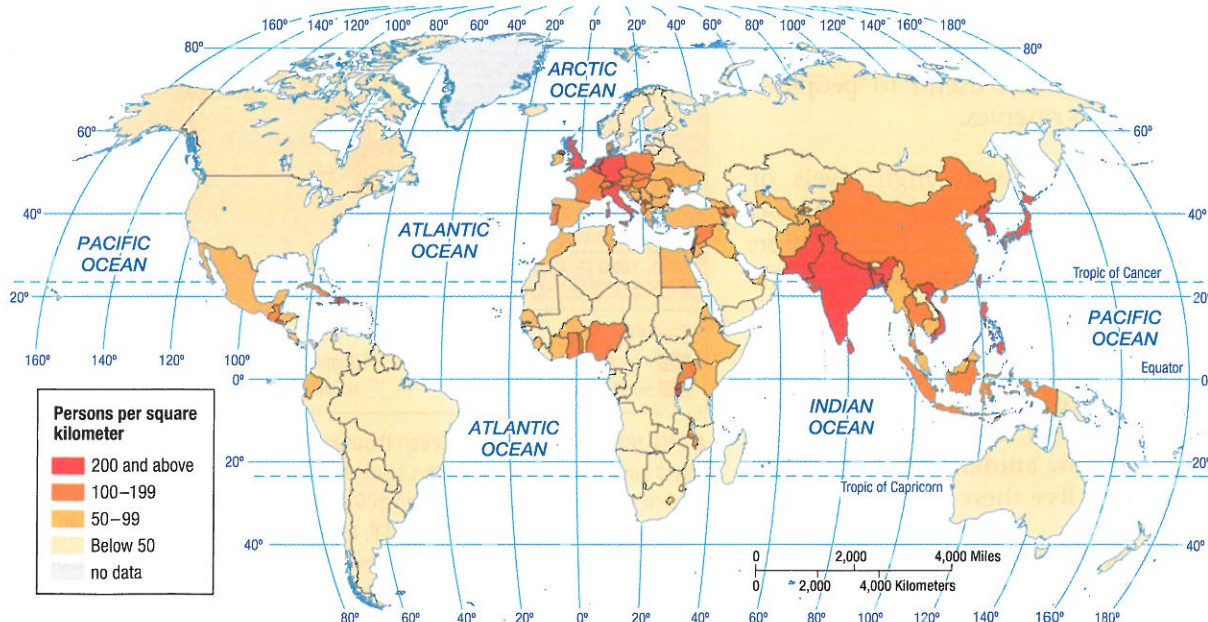 160° 140° 120° 100° 80° 60° 40° 20° 0° 20° 40° 60° 80° 100° 120° 140° 160°
80° 80°
ARCTIC
OCEAN
60° 60°
40° 40°
PACIFIC
OCEAN
ATLANTIC
OCEAN
Tropic of Cancer
20° 20°
PACIFIC
OCEAN
160° 140° 120° 100°
Equator
0° 0
Persons per square
kilometer
200 and above
100–199
50–99
Below 50
no data
ATLANTIC
OCEAN
INDIAN
OCEAN
20° 20°
Tropic of Capricorn
40° 40°
0 2,000 4,000 Miles
0 2,000 4,000 Kilometers
80° 60° 40° 20° 0° 20° 40° 60° 80° 100° 120° 140° 160° 180°